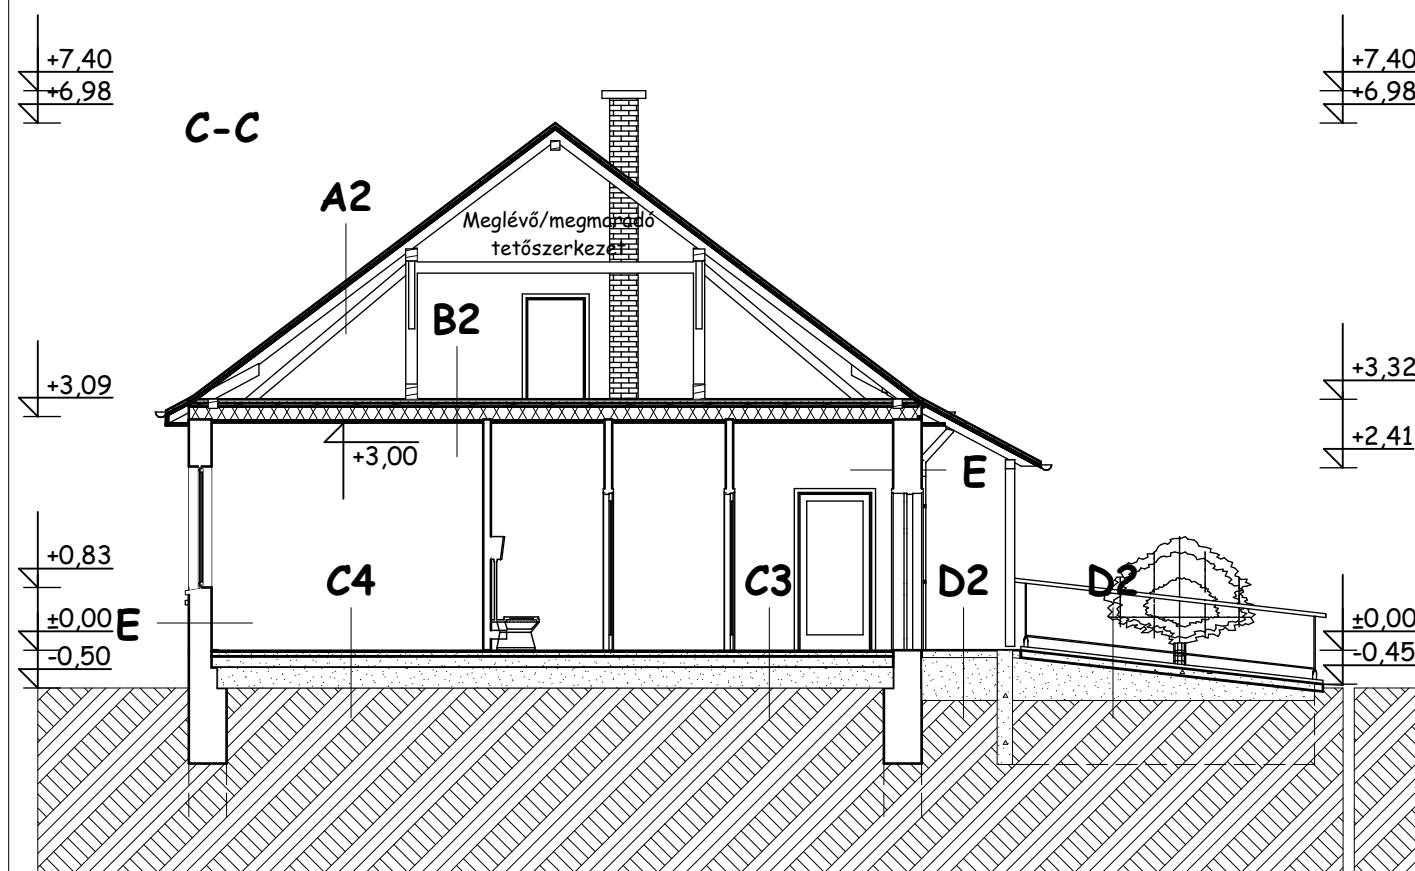 +7,40
+6,98
+7,40
+6,98
C-C
A2
Meglévő/megmaradó
tetőszerkezet
B2
+3,09
+3,32
+3,00
+2,41
E
+0,83
C4
C3
D2
D2
±0,00
E
±0,00
-0,50
-0,45